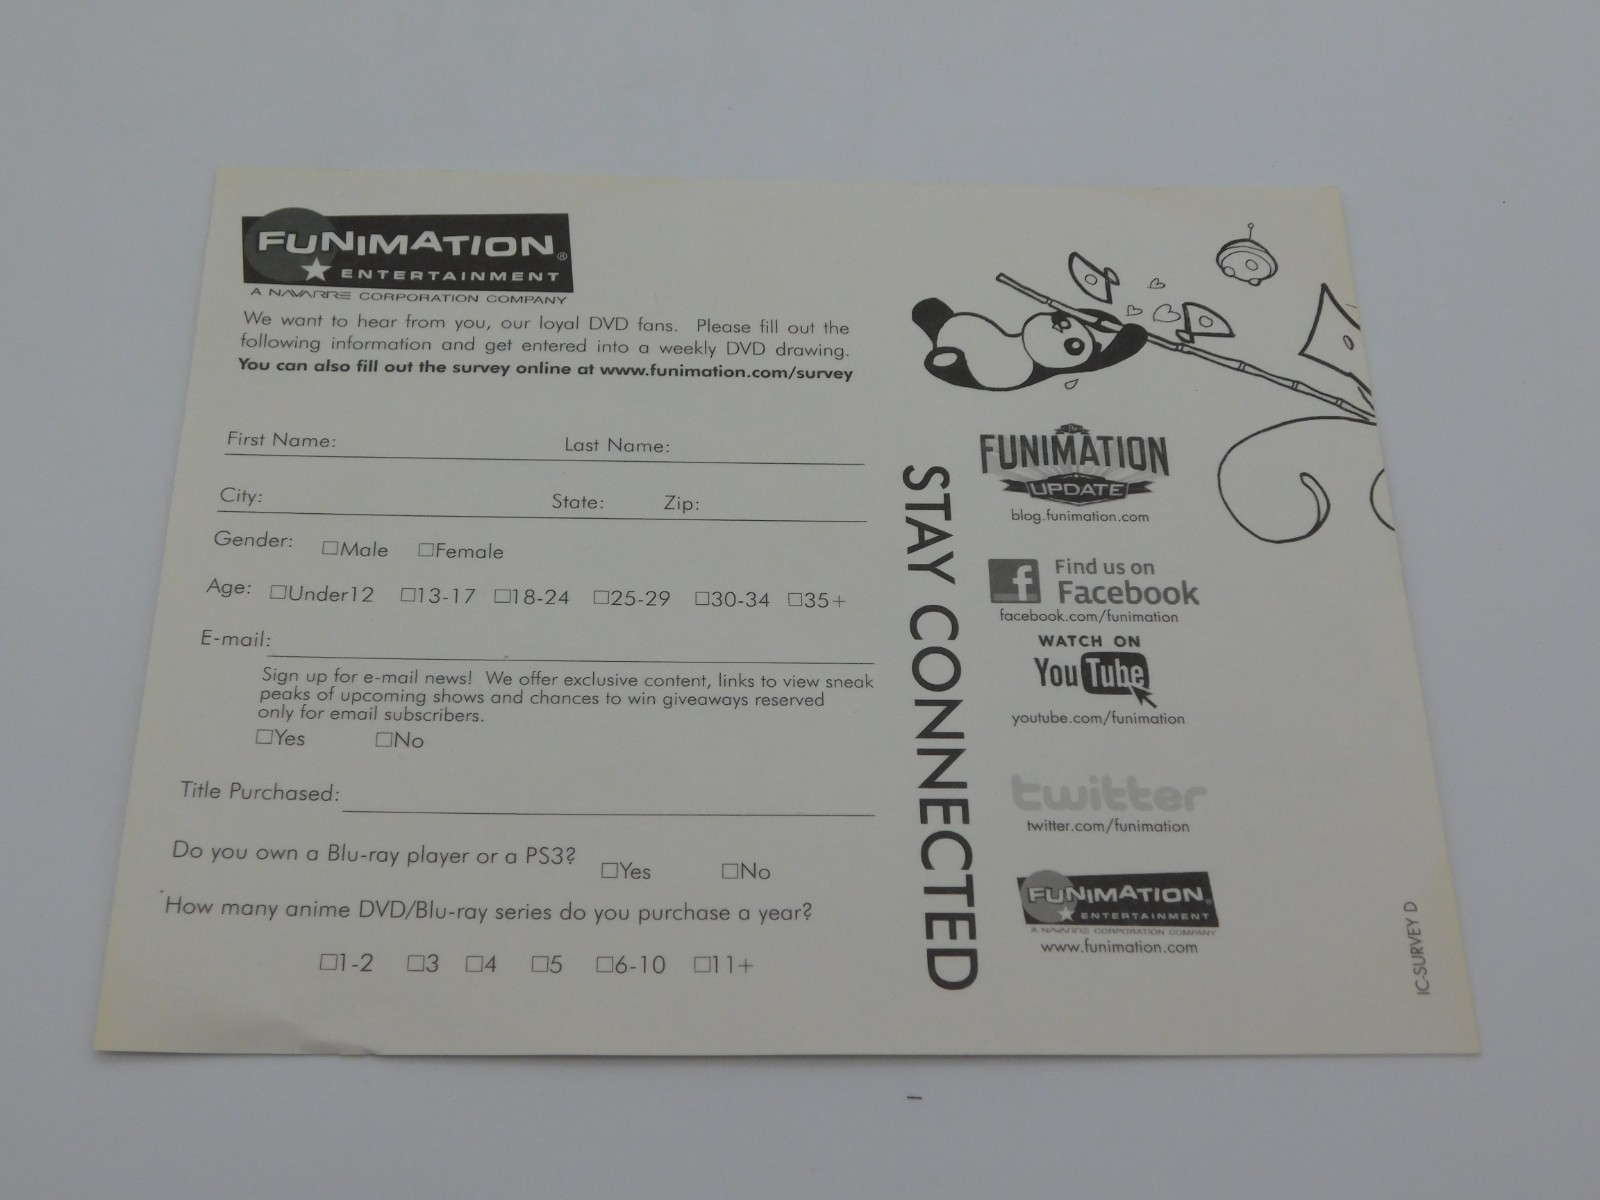 FUNIMATION®
ENTERTAINMENT
A NAVARRE CORPORATION COMPANY
We want to hear from you, our loyal DVD fans. Please fill out the
following information and get entered into a weekly DVD drawing.
You can also fill out the survey online at www.funimation.com/survey
First Name: Last Name:
City: State: Zip:
Gender: □Male □Female
Age: □Under12 □13-17 □18-24 □25-29 □30-34 □35+
E-mail:
Sign up for e-mail news! We offer exclusive content, links to view sneak
peaks of upcoming shows and chances to win giveaways reserved
only for email subscribers.
□Yes □No
Title Purchased:
Do you own a Blu-ray player or a PS3? □Yes □No
How many anime DVD/Blu-ray series do you purchase a year?
□1-2 □3 □4 □5 □6-10 □11+
STAY CONNECTED
The
FUNIMATION
UPDATE
blog.funimation.com
f Find us on
Facebook
facebook.com/funimation
WATCH ON
YouTube
youtube.com/funimation
twitter
twitter.com/funimation
FUNIMATION
ENTERTAINMENT
A NAVARRE CORPORATION COMPANY
www.funimation.com
IC-SURVEY D